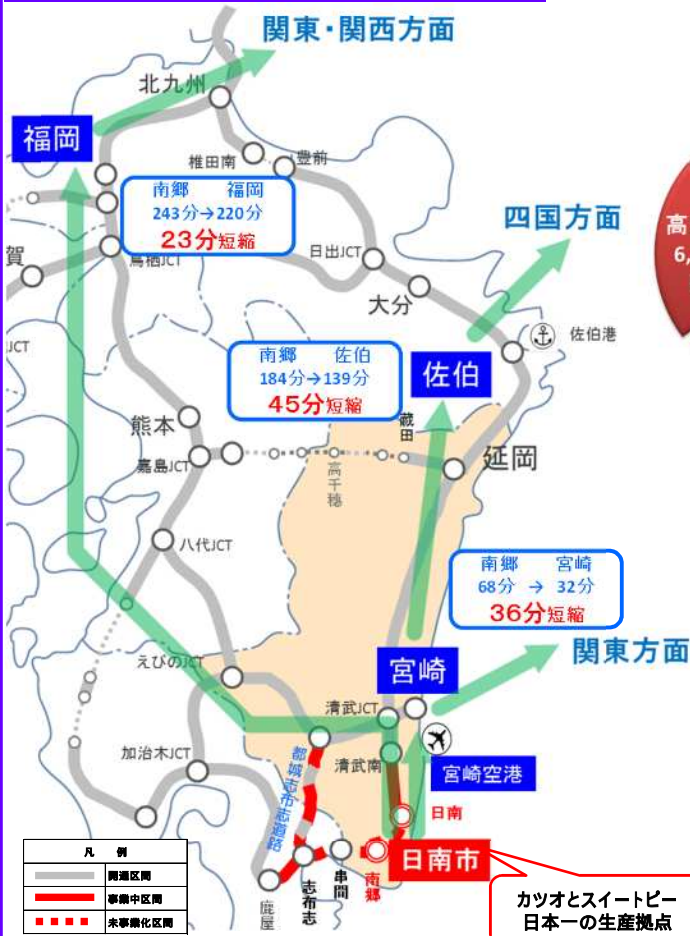 関東・関西方面
北九州
福岡
椎田南
豊前
南郷 福岡
243分→220分
23分短縮
四国方面
高
6,
賀
鳥栖JCT
日出JCT
大分
佐伯港
JCT
南郷 佐伯
184分→139分
45分短縮
佐伯
蔵田
熊本
嘉島JCT
高千穂
延岡
八代JCT
南郷 宮崎
68分 → 32分
36分短縮
関東方面
えびのJCT
宮崎
清武JCT
加治木JCT
都城志布志道路
清武南
宮崎空港
日南
日南市
凡 例
開通区間
事業中区間
未事業化区間
鹿屋
志布志
串間
南郷
カツオとスイートピー
日本一の生産拠点